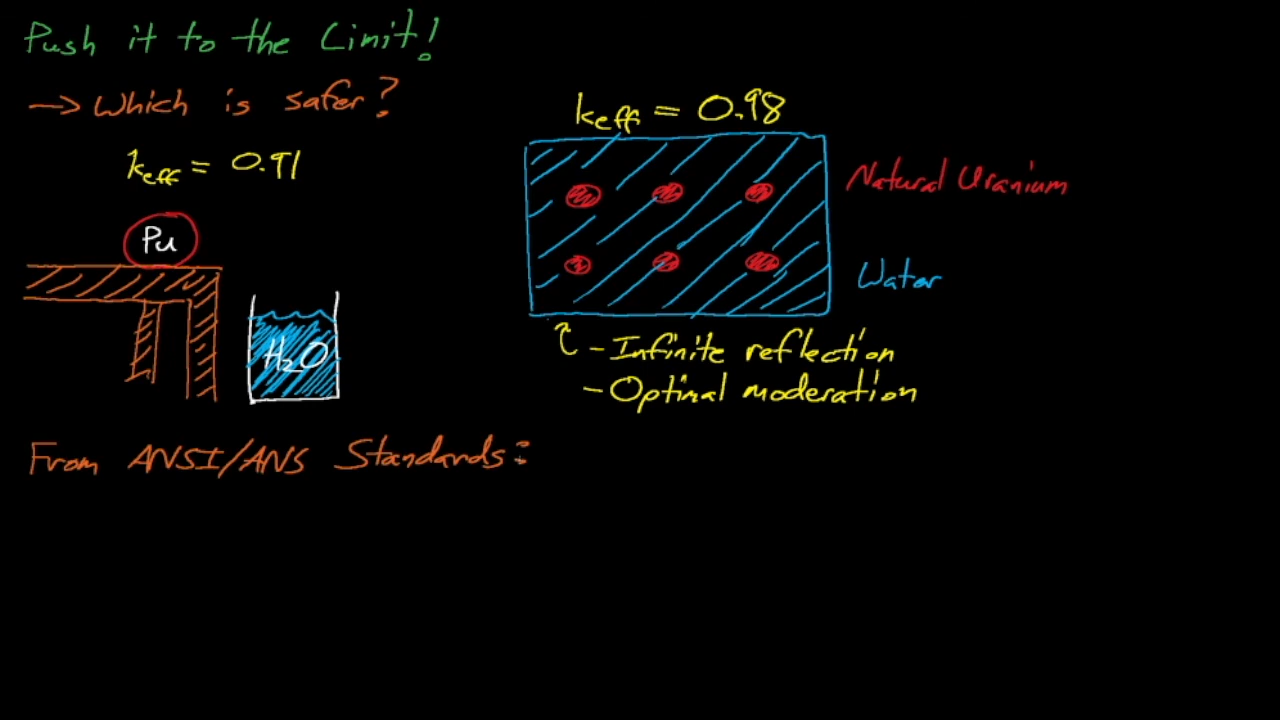 Push it to the Limit!
→ Which is safer?
keff = 0.91
Pu
H₂O
keff = 0.98
Natural Uranium
Water
- Infinite reflection
- Optimal moderation
From ANSI/ANS Standards: